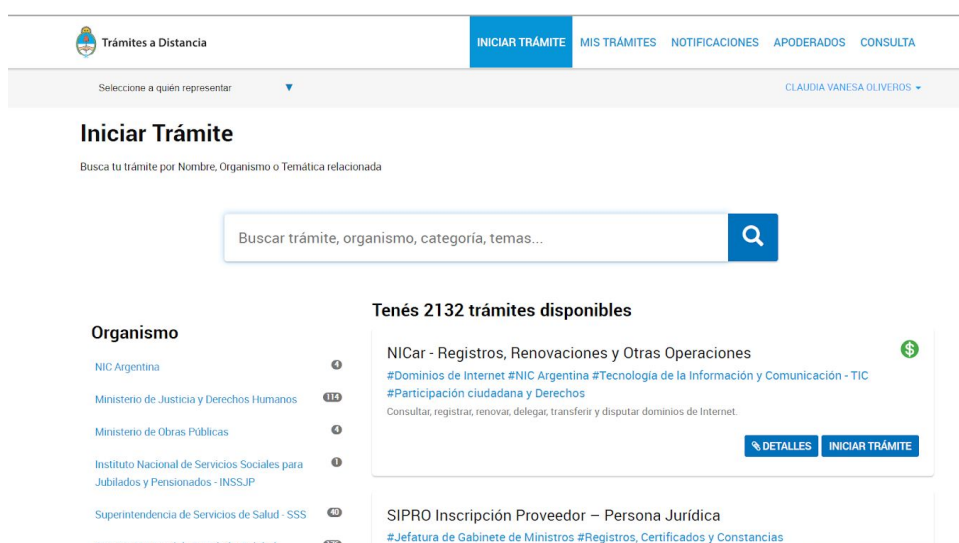 Trámites a Distancia
INICIAR TRÁMITE MIS TRÁMITES NOTIFICACIONES APODERADOS CONSULTA
Seleccione a quién representar
CLAUDIA VANESA OLIVEROS
Iniciar Trámite
Busca tu trámite por Nombre, Organismo o Temática relacionada
Buscar trámite, organismo, categoría, temas...
Organismo
NIC Argentina 4
Ministerio de Justicia y Derechos Humanos 114
Ministerio de Obras Públicas 4
Instituto Nacional de Servicios Sociales para 1
Jubilados y Pensionados - INSSJP
Superintendencia de Servicios de Salud - SSS 40
Tenés 2132 trámites disponibles
NICar - Registros, Renovaciones y Otras Operaciones
$
#Dominios de Internet #NIC Argentina #Tecnología de la Información y Comunicación - TIC
#Participación ciudadana y Derechos
Consultar, registrar, renovar, delegar, transferir y disputar dominios de Internet.
DETALLES INICIAR TRÁMITE
SIPRO Inscripción Proveedor – Persona Jurídica
#Jefatura de Gabinete de Ministros #Registros, Certificados y Constancias